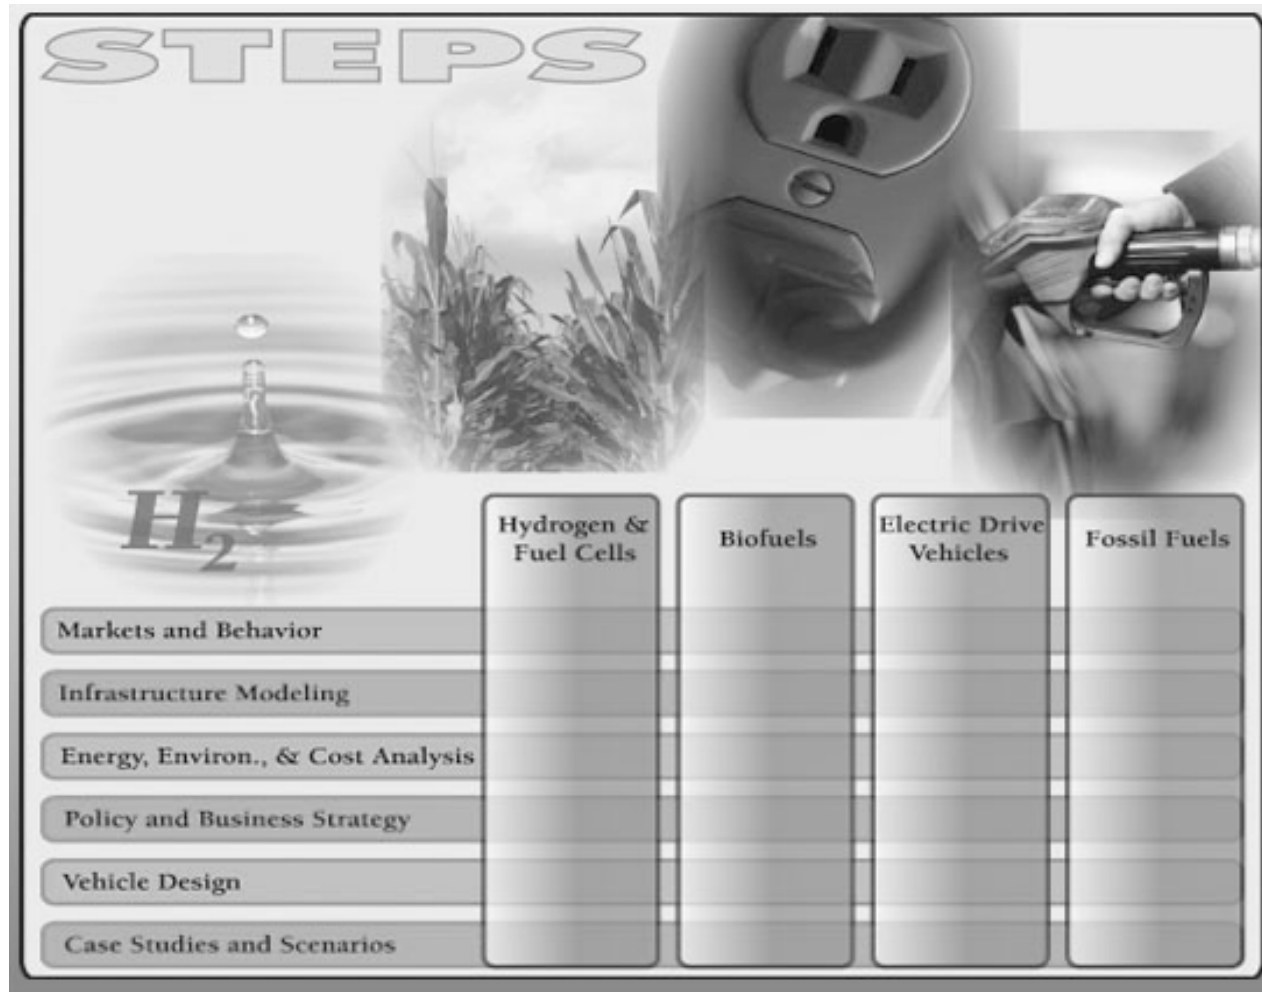 STEPS
H2
Hydrogen &
Fuel Cells
Biofuels
Electric Drive
Vehicles
Fossil Fuels
Markets and Behavior
Infrastructure Modeling
Energy, Environ., & Cost Analysis
Policy and Business Strategy
Vehicle Design
Case Studies and Scenarios